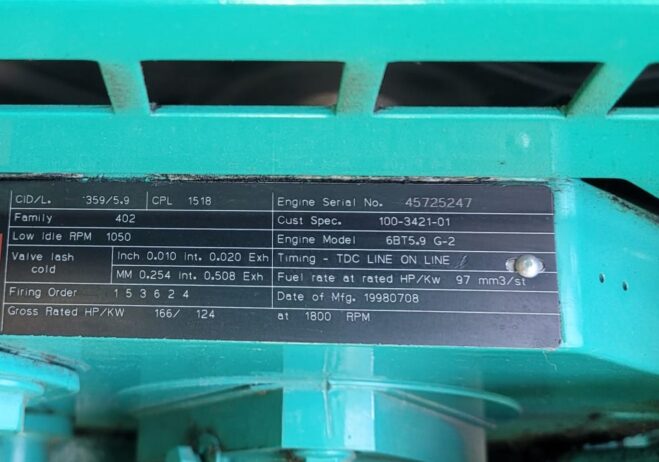 CID/L. 359/5.9 CPL 1518 Engine Serial No. 45725247
Family 402 Cust Spec. 100-3421-01
Low Idle RPM 1050 Engine Model 6BT5.9 G-2
Valve lash cold Inch 0.010 Int. 0.020 Exh Timing - TDC LINE ON LINE
MM 0.254 Int. 0.508 Exh Fuel rate at rated HP/Kw 97 mm3/st
Firing Order 1 5 3 6 2 4 Date of Mfg. 19980708
Gross Rated HP/KW 166/ 124 at 1800 RPM